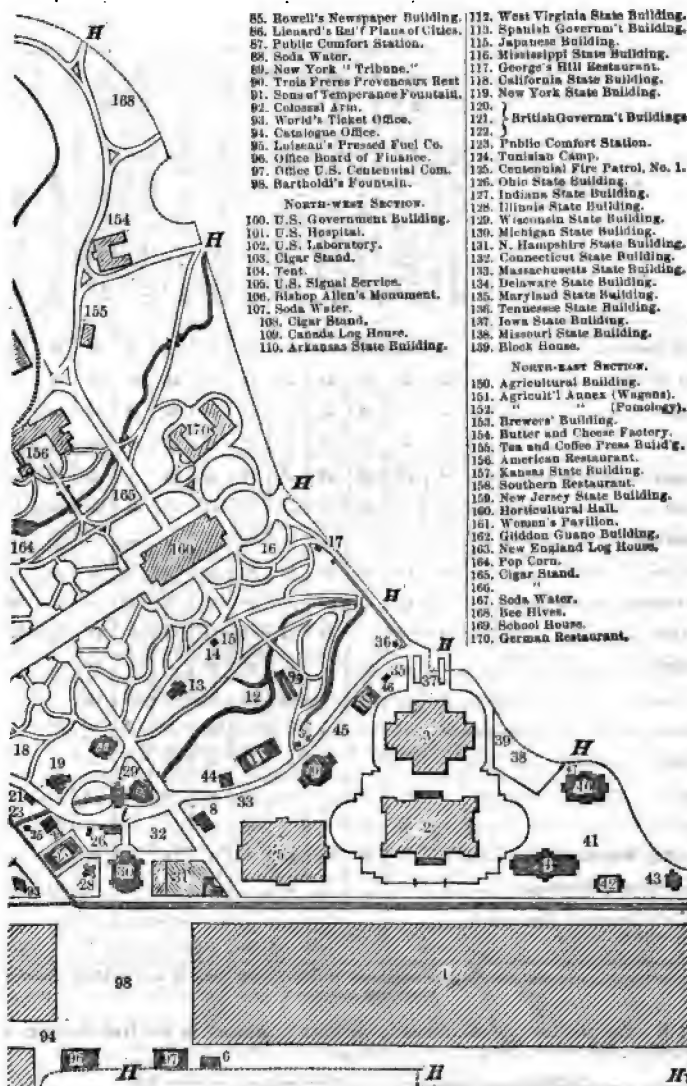 85. Rowell's Newspaper Building.
86. Lienard's Rel'f Plans of Cities.
87. Public Comfort Station.
88. Soda Water.
89. New York "Tribune."
90. Trois Freres Provencaux Rest
91. Sons of Temperance Fountain.
92. Colossal Arm.
93. World's Ticket Office.
94. Catalogue Office.
95. Loiseau's Pressed Fuel Co.
96. Office Board of Finance.
97. Office U.S. Centennial Com.
98. Bartholdi's Fountain.
NORTH-WEST SECTION.
100. U.S. Government Building.
101. U.S. Hospital.
102. U.S. Laboratory.
103. Cigar Stand.
104. Tent.
105. U.S. Signal Service.
106. Bishop Allen's Monument.
107. Soda Water.
108. Cigar Stand.
109. Canada Log House.
110. Arkansas State Building.
112. West Virginia State Building.
113. Spanish Governm't Building.
115. Japanese Building.
116. Mississippi State Building.
117. George's Hill Restaurant.
118. California State Building.
119. New York State Building.
120.
121. British Governm't Buildings
122.
123. Public Comfort Station.
124. Tunisian Camp.
125. Centennial Fire Patrol, No. 1.
126. Ohio State Building.
127. Indiana State Building.
128. Illinois State Building.
129. Wisconsin State Building.
130. Michigan State Building.
131. N. Hampshire State Building.
132. Connecticut State Building.
133. Massachusetts State Building.
134. Delaware State Building.
135. Maryland State Building.
136. Tennessee State Building.
137. Iowa State Building.
138. Missouri State Building.
139. Block House.
NORTH-EAST SECTION.
150. Agricultural Building.
151. Agricult'l Annex (Wagons).
152. " " (Pomology).
153. Brewers' Building.
154. Butter and Cheese Factory.
155. Tea and Coffee Press Build'g.
156. American Restaurant.
157. Kansas State Building.
158. Southern Restaurant.
159. New Jersey State Building.
160. Horticultural Hall.
161. Women's Pavilion.
162. Gliddon Guano Building.
163. New England Log House.
164. Pop Corn.
165. Cigar Stand.
166. "
167. Soda Water.
168. Bee Hives.
169. School House.
170. German Restaurant.
H
168
154
H
155
170
156
165
H
164
160
16
17
H
36
H
15
14
13
12
99
35
37
46
45
3
39
38
H
18
19
29
44
33
40
21
23
8
2
41
25
26
32
5
4
42
43
28
30
31
98
1
94
96
97
6
H
H
H